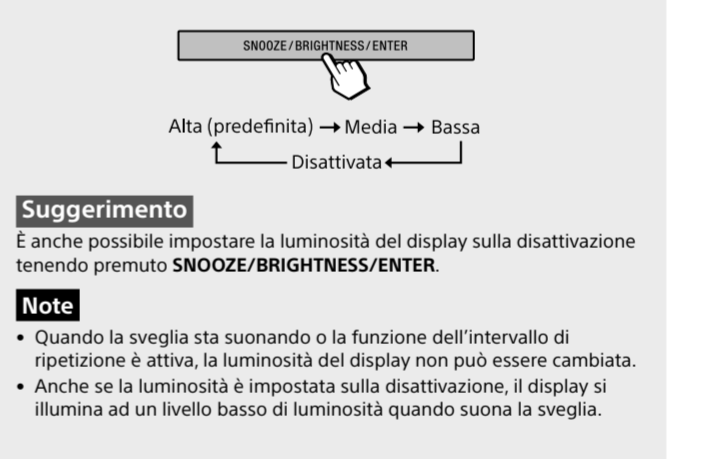 SNOOZE/BRIGHTNESS/ENTER
Alta (predefinita) → Media → Bassa
Disattivata
Suggerimento
È anche possibile impostare la luminosità del display sulla disattivazione
tenendo premuto SNOOZE/BRIGHTNESS/ENTER.
Note
• Quando la sveglia sta suonando o la funzione dell'intervallo di
ripetizione è attiva, la luminosità del display non può essere cambiata.
• Anche se la luminosità è impostata sulla disattivazione, il display si
illumina ad un livello basso di luminosità quando suona la sveglia.